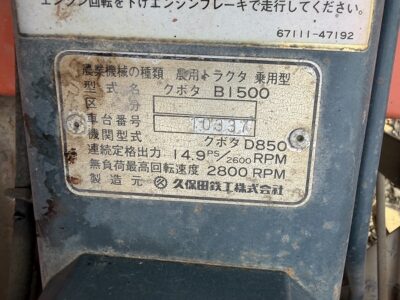 エンジン回転を下げエンジンブレーキで走行してください。
67111-47192
農業機械の種類 農用トラクタ 乗用型
型式名 クボタ B1500
区分
車台番号 10337
機関型式 クボタ D850
連続定格出力 14.9PS/2600RPM
無負荷最高回転速度 2800RPM
製造元 久保田鉄工株式会社